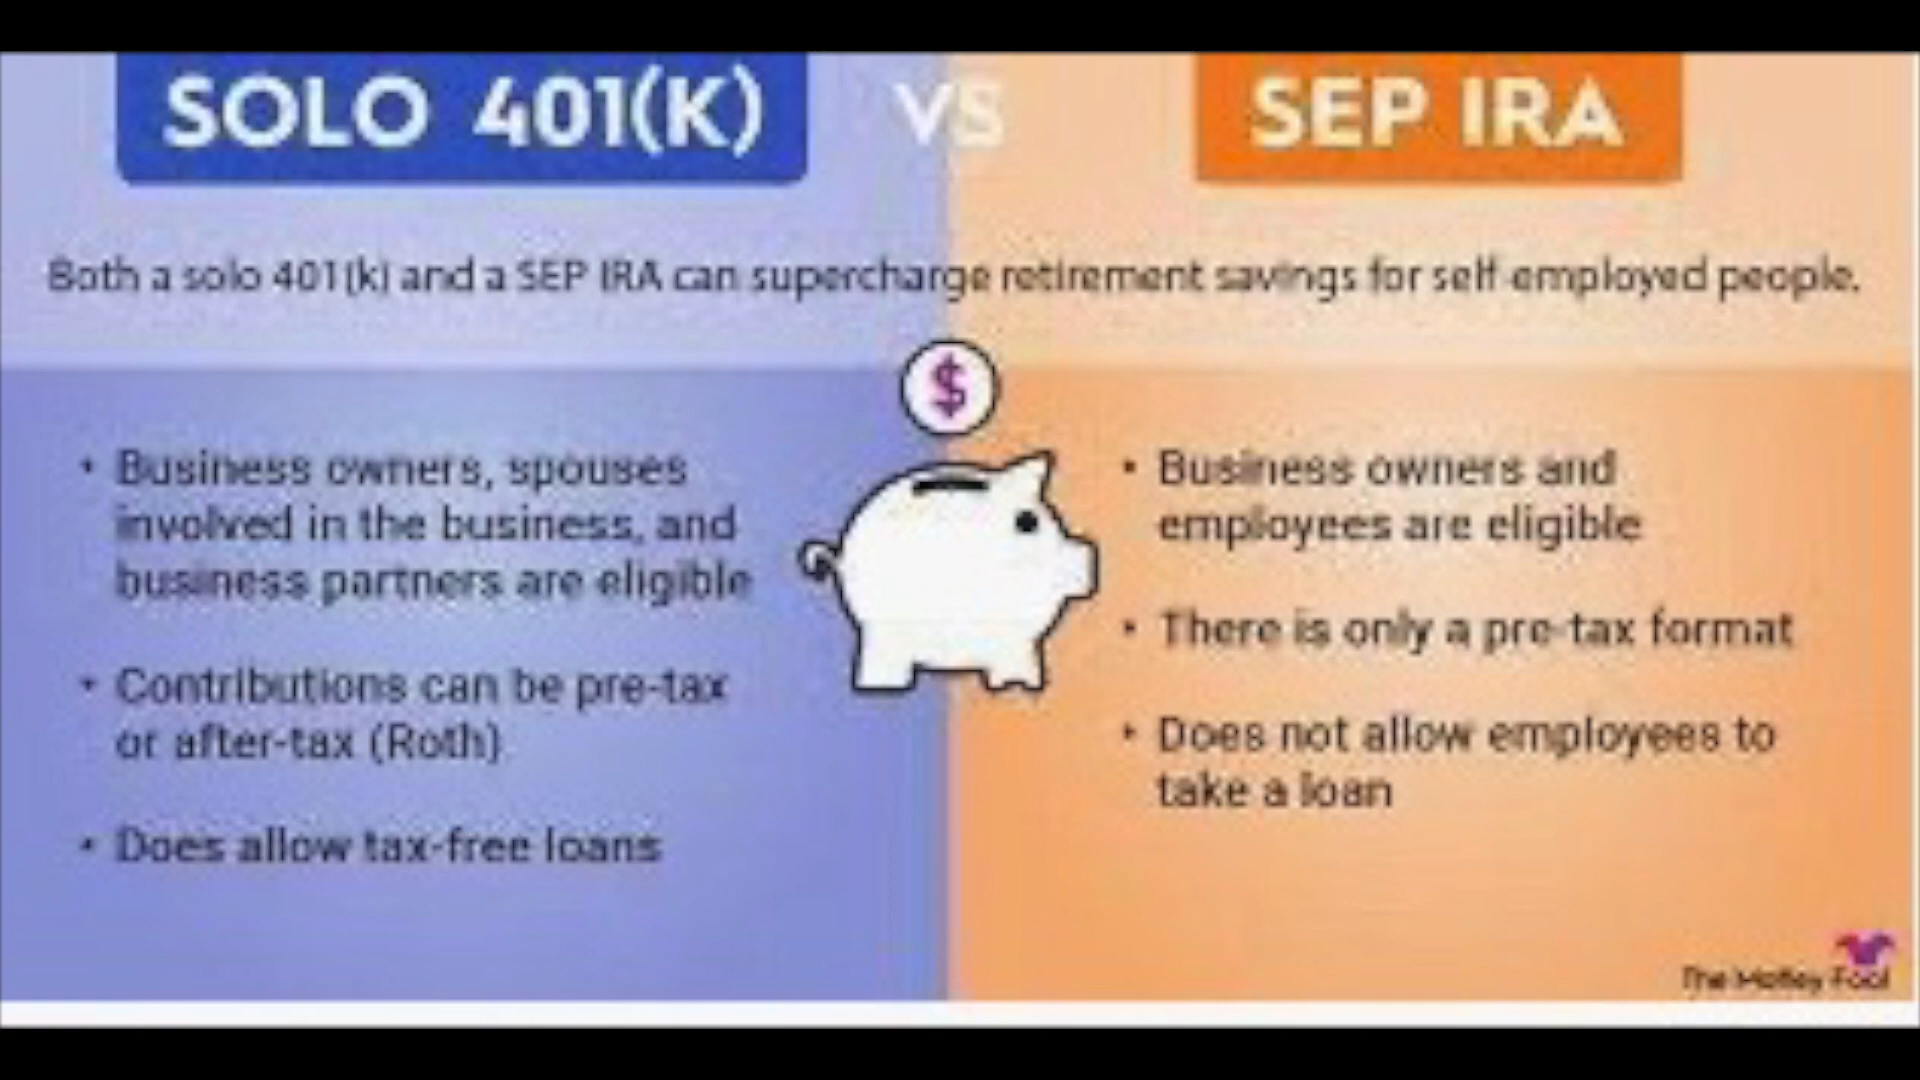 SOLO 401(K) VS SEP IRA
Both a solo 401(k) and a SEP IRA can supercharge retirement savings for self-employed people.
$
• Business owners, spouses
involved in the business, and
business partners are eligible
• Contributions can be pre-tax
or after-tax (Roth)
• Does allow tax-free loans
• Business owners and
employees are eligible
• There is only a pre-tax format
• Does not allow employees to
take a loan
The Motley Fool